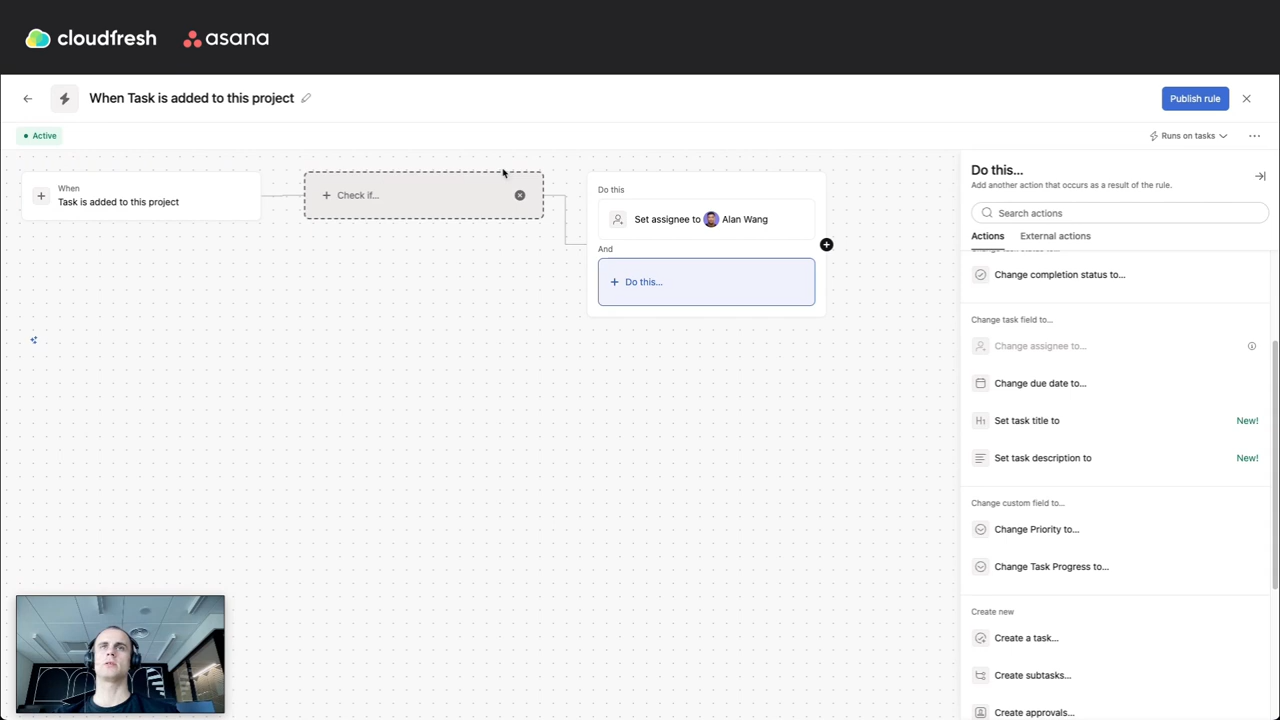 cloudfresh asana
When Task is added to this project
Publish rule
Active
Runs on tasks
When
Task is added to this project
Check if...
Do this
Set assignee to Alan Wang
And
Do this...
Do this...
Add another action that occurs as a result of the rule.
Search actions
Actions External actions
Change completion status to...
Change task field to...
Change assignee to...
Change due date to...
H1 Set task title to New!
Set task description to New!
Change custom field to...
Change Priority to...
Change Task Progress to...
Create new
Create a task...
Create subtasks...
Create approvals...